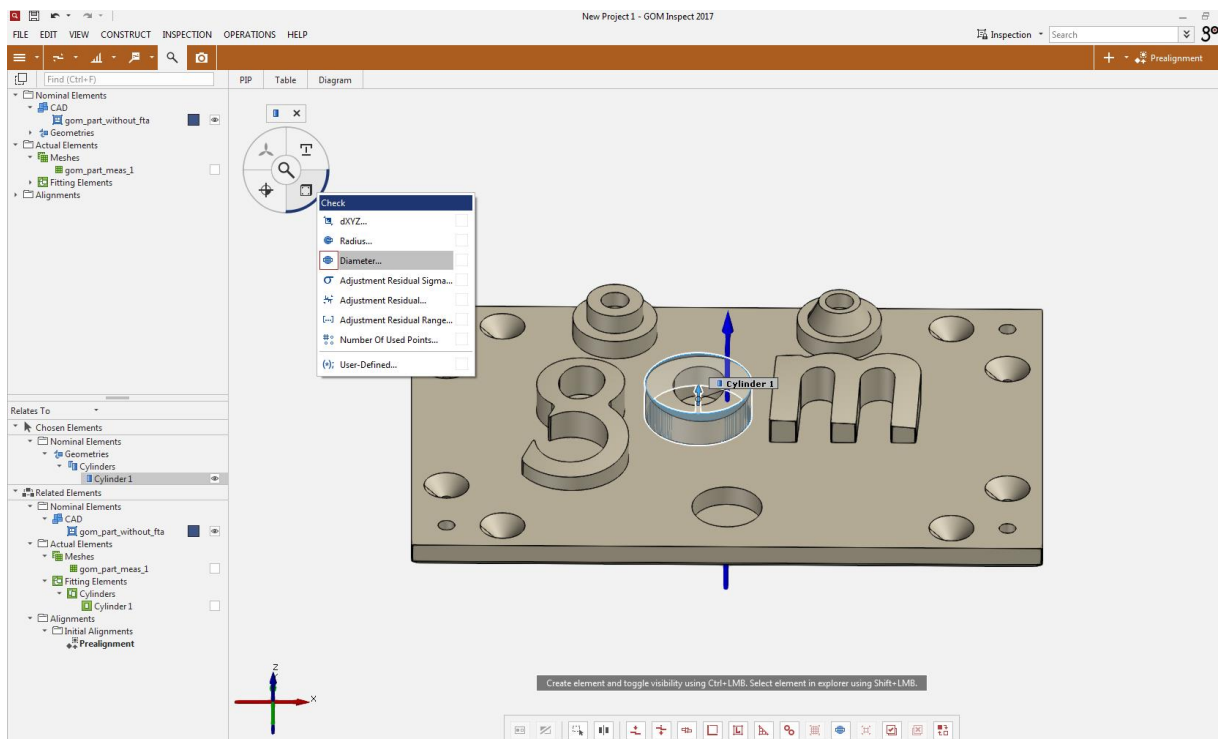 New Project 1 - GOM Inspect 2017
FILE EDIT VIEW CONSTRUCT INSPECTION OPERATIONS HELP
Inspection
Search
Prealignment
Find (Ctrl+F)
PIP Table Diagram
Nominal Elements
CAD
gom_part_without_fta
Geometries
Actual Elements
Meshes
gom_part_meas_1
Fitting Elements
Alignments
Check
dXYZ...
Radius...
Diameter...
Adjustment Residual Sigma...
Adjustment Residual...
Adjustment Residual Range...
Number Of Used Points...
User-Defined...
Cylinder 1
Relates To
Chosen Elements
Nominal Elements
Geometries
Cylinders
Cylinder 1
Related Elements
Nominal Elements
CAD
gom_part_without_fta
Actual Elements
Meshes
gom_part_meas_1
Fitting Elements
Cylinders
Cylinder 1
Alignments
Initial Alignments
Prealignment
Z
X
Create element and toggle visibility using Ctrl+LMB. Select element in explorer using Shift+LMB.